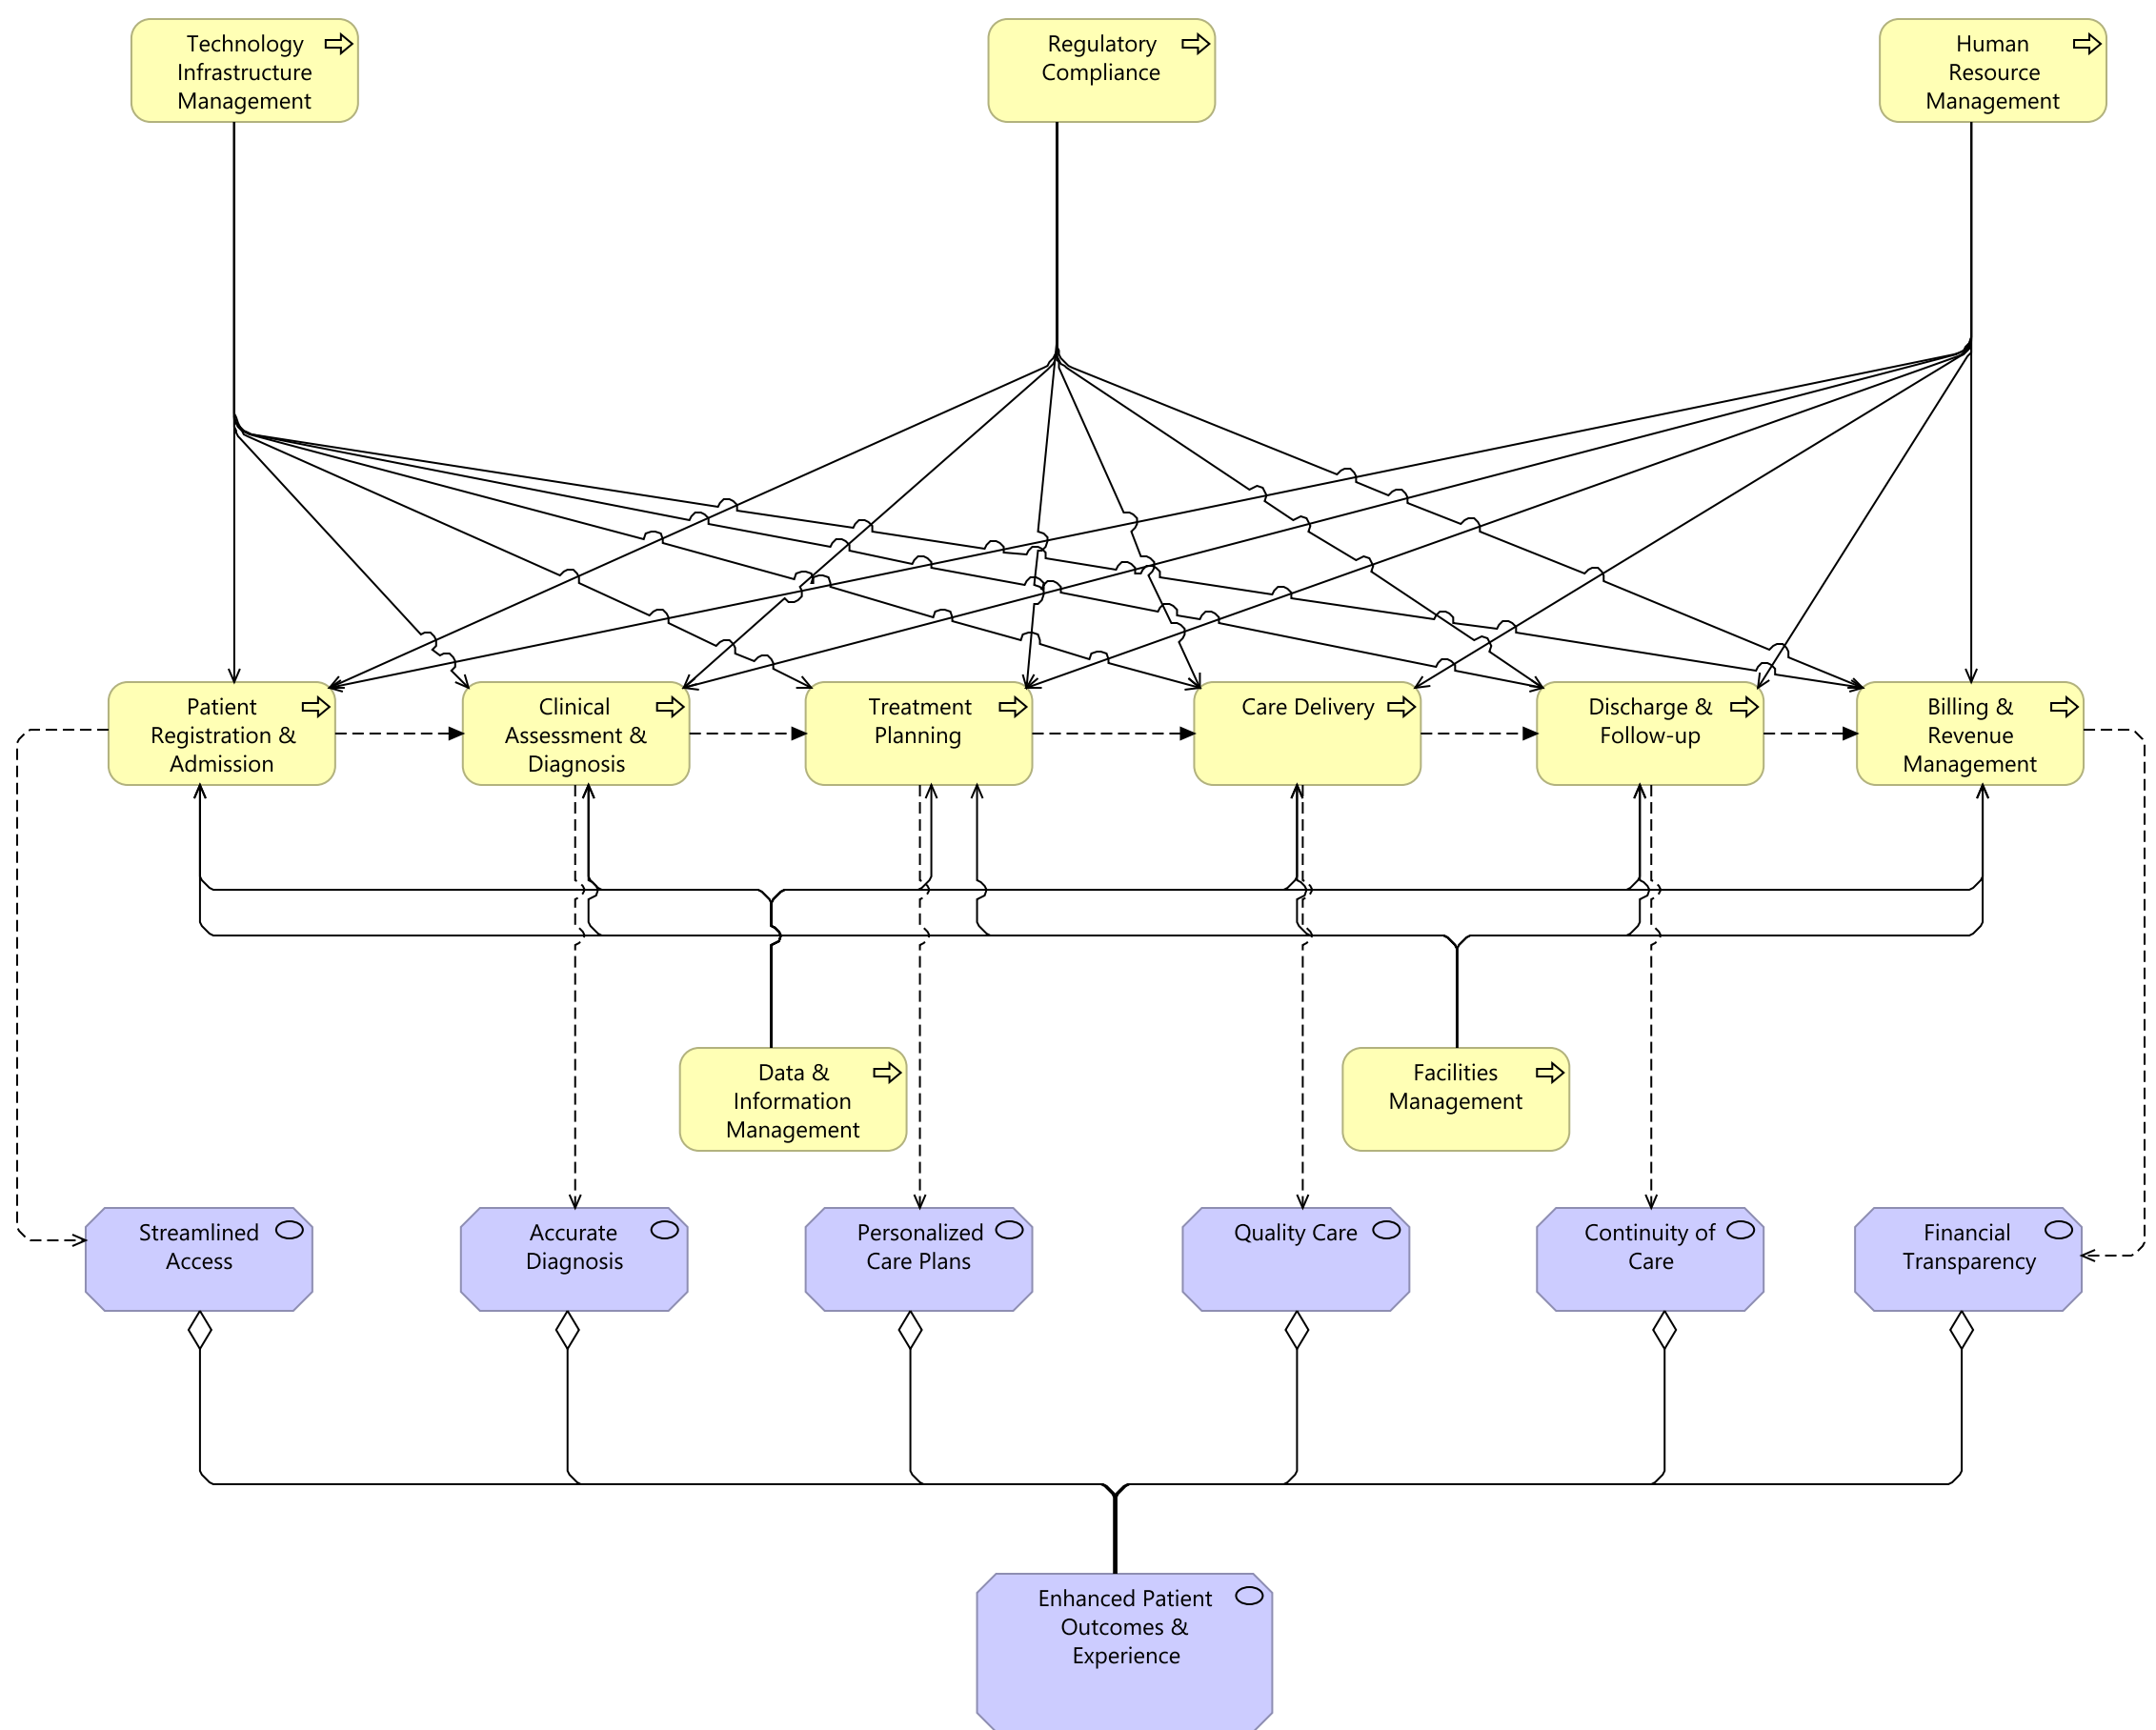 Technology
Infrastructure
Management
Regulatory
Compliance
Human
Resource
Management
Patient
Registration &
Admission
Clinical
Assessment &
Diagnosis
Treatment
Planning
Care Delivery
Discharge &
Follow-up
Billing &
Revenue
Management
Data &
Information
Management
Facilities
Management
Streamlined
Access
Accurate
Diagnosis
Personalized
Care Plans
Quality Care
Continuity of
Care
Financial
Transparency
Enhanced Patient
Outcomes &
Experience